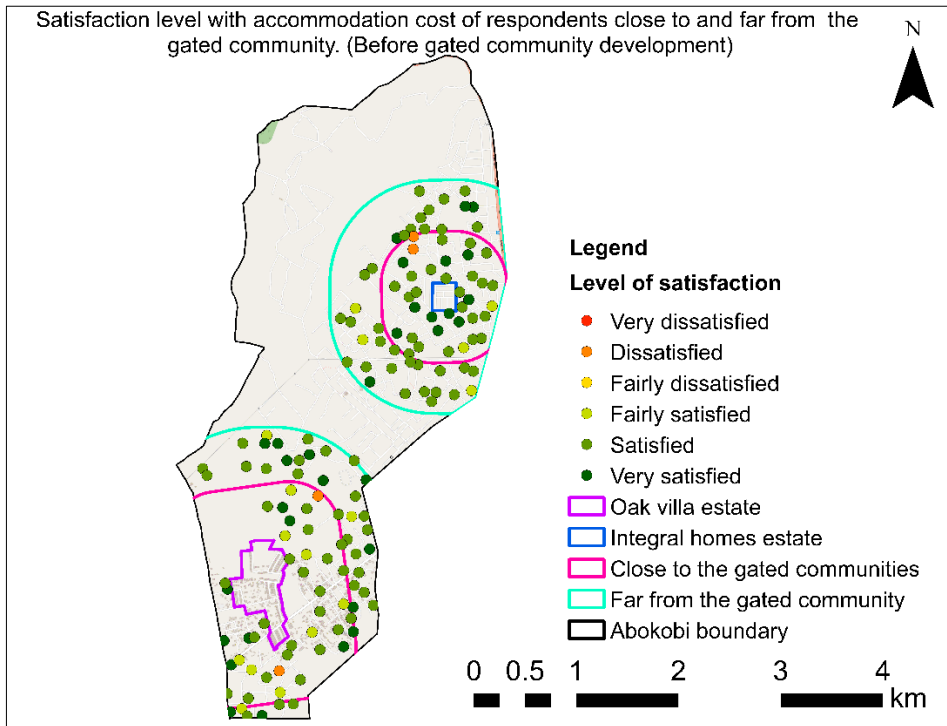 Satisfaction level with accommodation cost of respondents close to and far from the
gated community. (Before gated community development)
N
Legend
Level of satisfaction
Very dissatisfied
Dissatisfied
Fairly dissatisfied
Fairly satisfied
Satisfied
Very satisfied
Oak villa estate
Integral homes estate
Close to the gated communities
Far from the gated community
Abokobi boundary
0 0.5 1 2 3 4
km